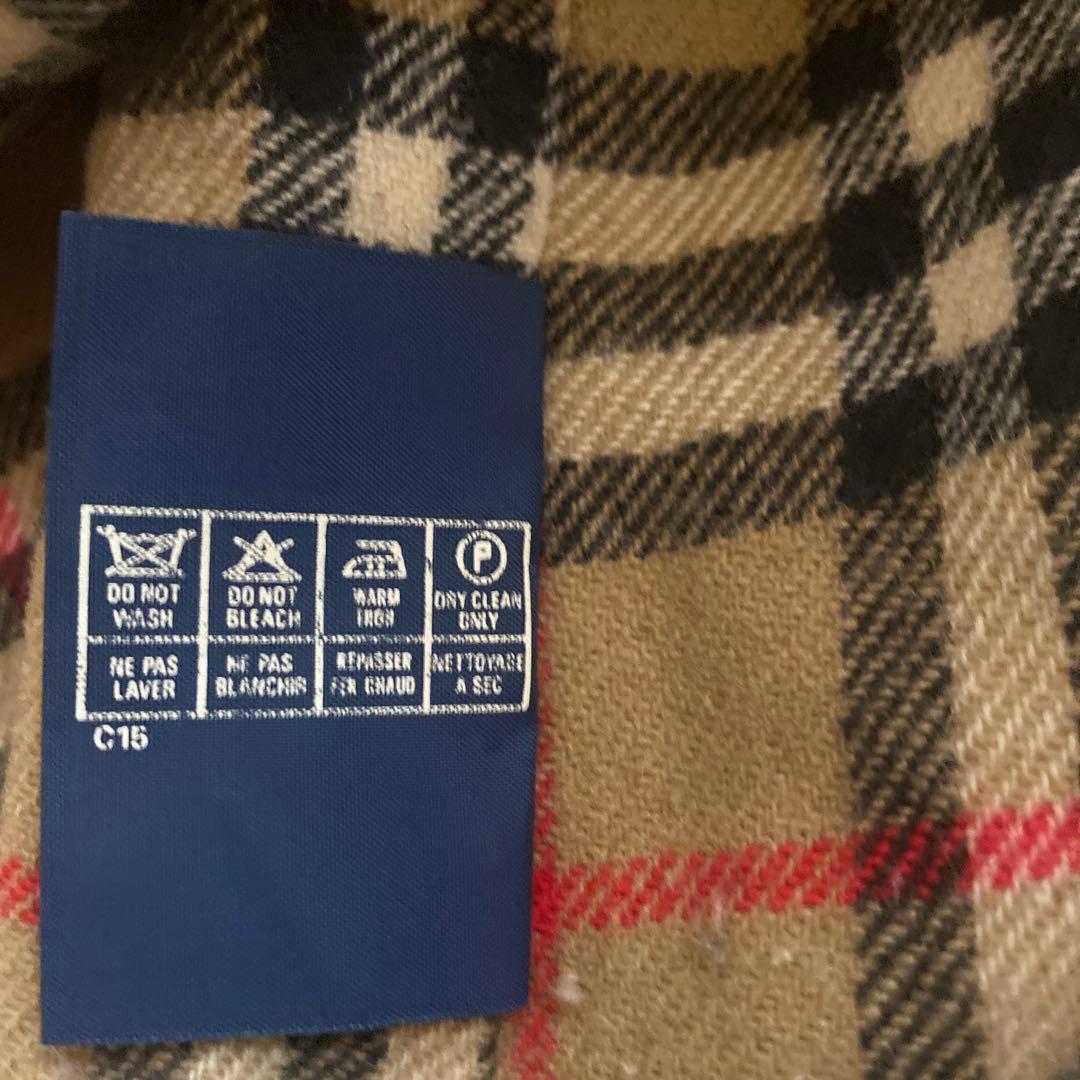 P
DO NOT WASH
DO NOT BLEACH
WARM IRON
DRY CLEAN ONLY
NE PAS LAVER
NE PAS BLANCHIR
REPASSER FER CHAUD
NETTOYAGE A SEC
C15